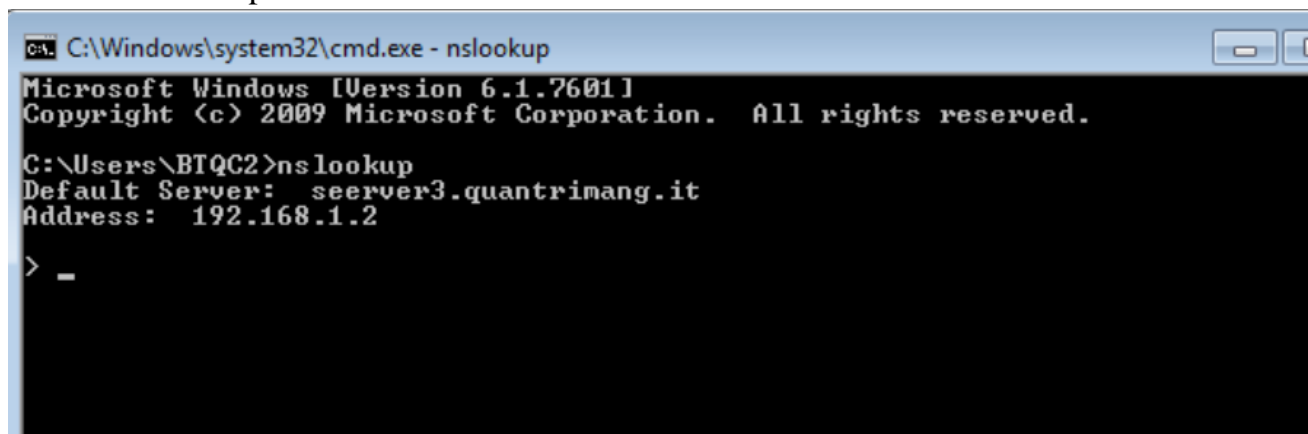 C:\Windows\system32\cmd.exe - nslookup
Microsoft Windows [Version 6.1.7601]
Copyright (c) 2009 Microsoft Corporation.  All rights reserved.
C:\Users\BTQC2>nslookup
Default Server:  seerver3.quantrimang.it
Address:  192.168.1.2
> _